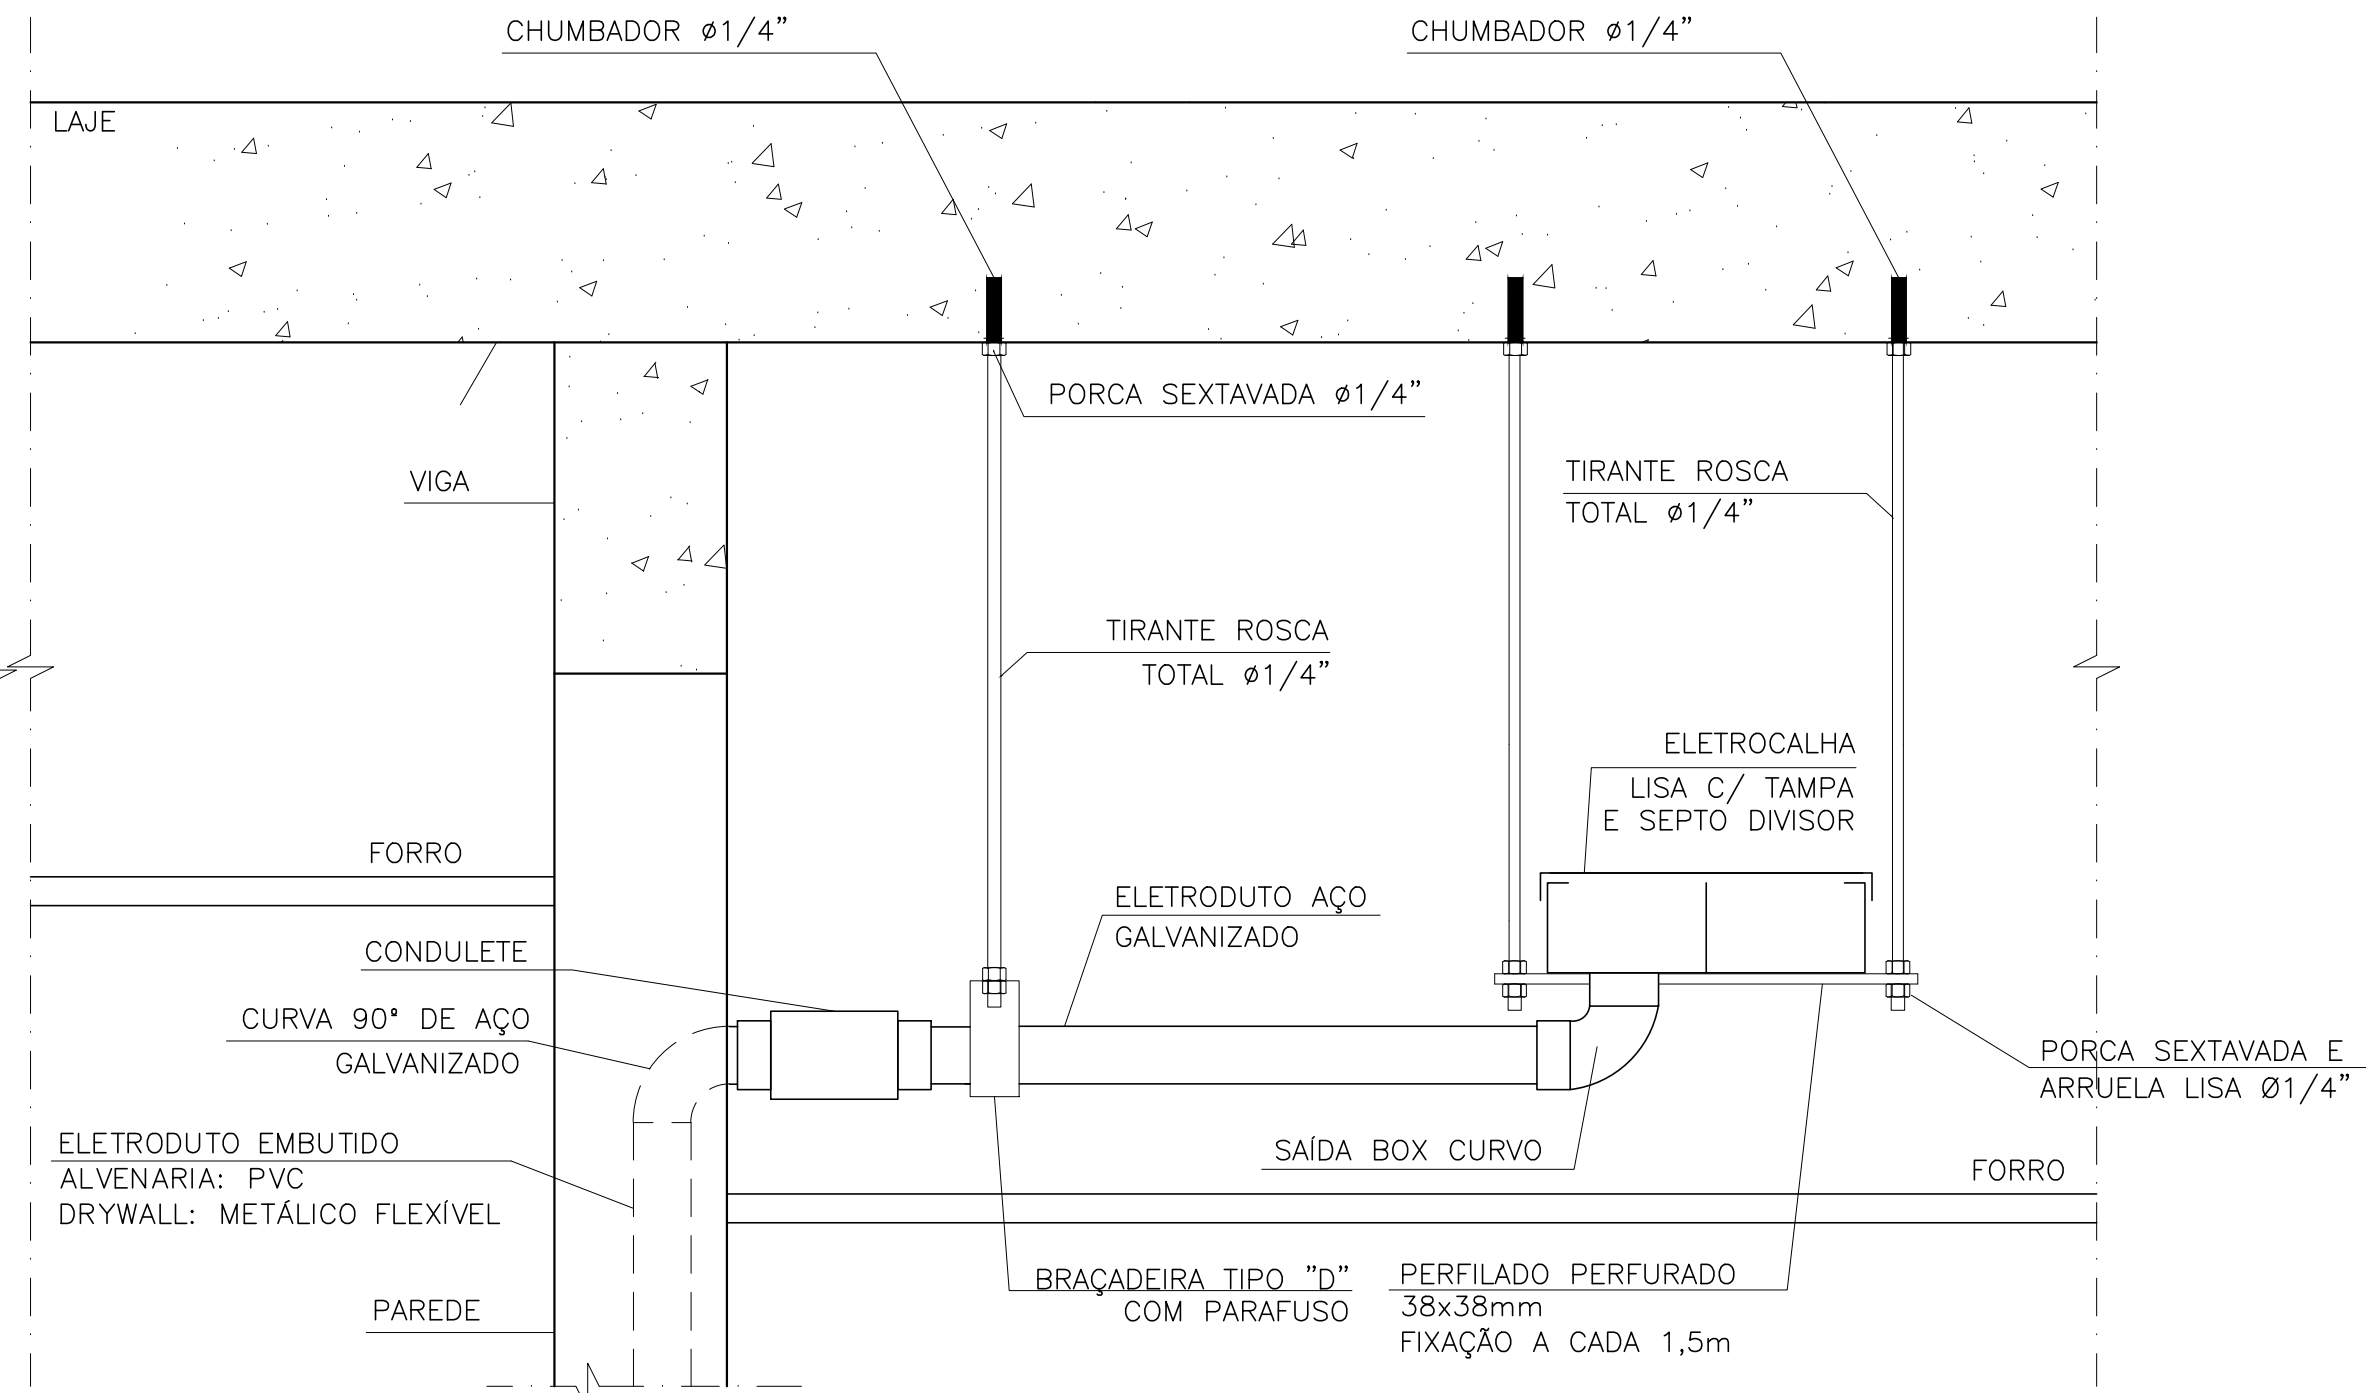 CHUMBADOR ø1/4”
CHUMBADOR ø1/4”
LAJE
PORCA SEXTAVADA ø1/4”
VIGA
TIRANTE ROSCA
TOTAL ø1/4”
TIRANTE ROSCA
TOTAL ø1/4”
ELETROCALHA
LISA C/ TAMPA
E SEPTO DIVISOR
FORRO
ELETRODUTO AÇO
GALVANIZADO
CONDULETE
CURVA 90° DE AÇO
GALVANIZADO
PORCA SEXTAVADA E
ARRUELA LISA Ø1/4”
ELETRODUTO EMBUTIDO
ALVENARIA: PVC
DRYWALL: METÁLICO FLEXÍVEL
SAÍDA BOX CURVO
FORRO
BRAÇADEIRA TIPO ”D”
COM PARAFUSO
PERFILADO PERFURADO
38x38mm
FIXAÇÃO A CADA 1,5m
PAREDE